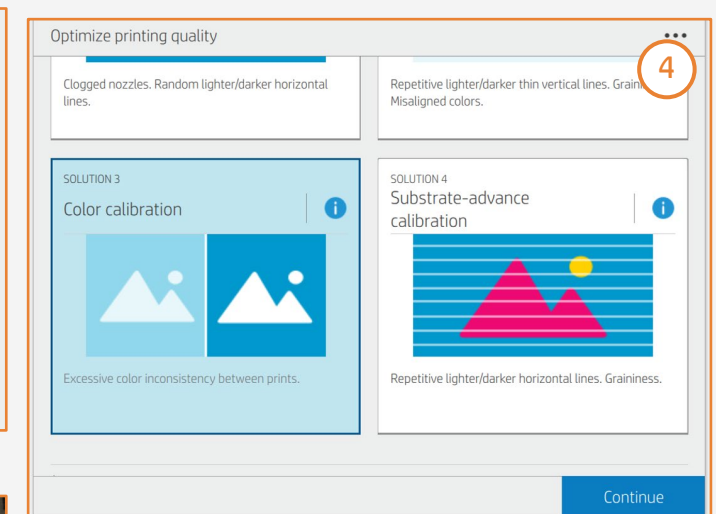 Optimize printing quality
4
Clogged nozzles. Random lighter/darker horizontal
lines.
Repetitive lighter/darker thin vertical lines.
Misaligned colors.
SOLUTION 3
Color calibration
i
Excessive color inconsistency between prints.
SOLUTION 4
Substrate-advance
calibration
i
Repetitive lighter/darker horizontal lines. Graininess.
Continue